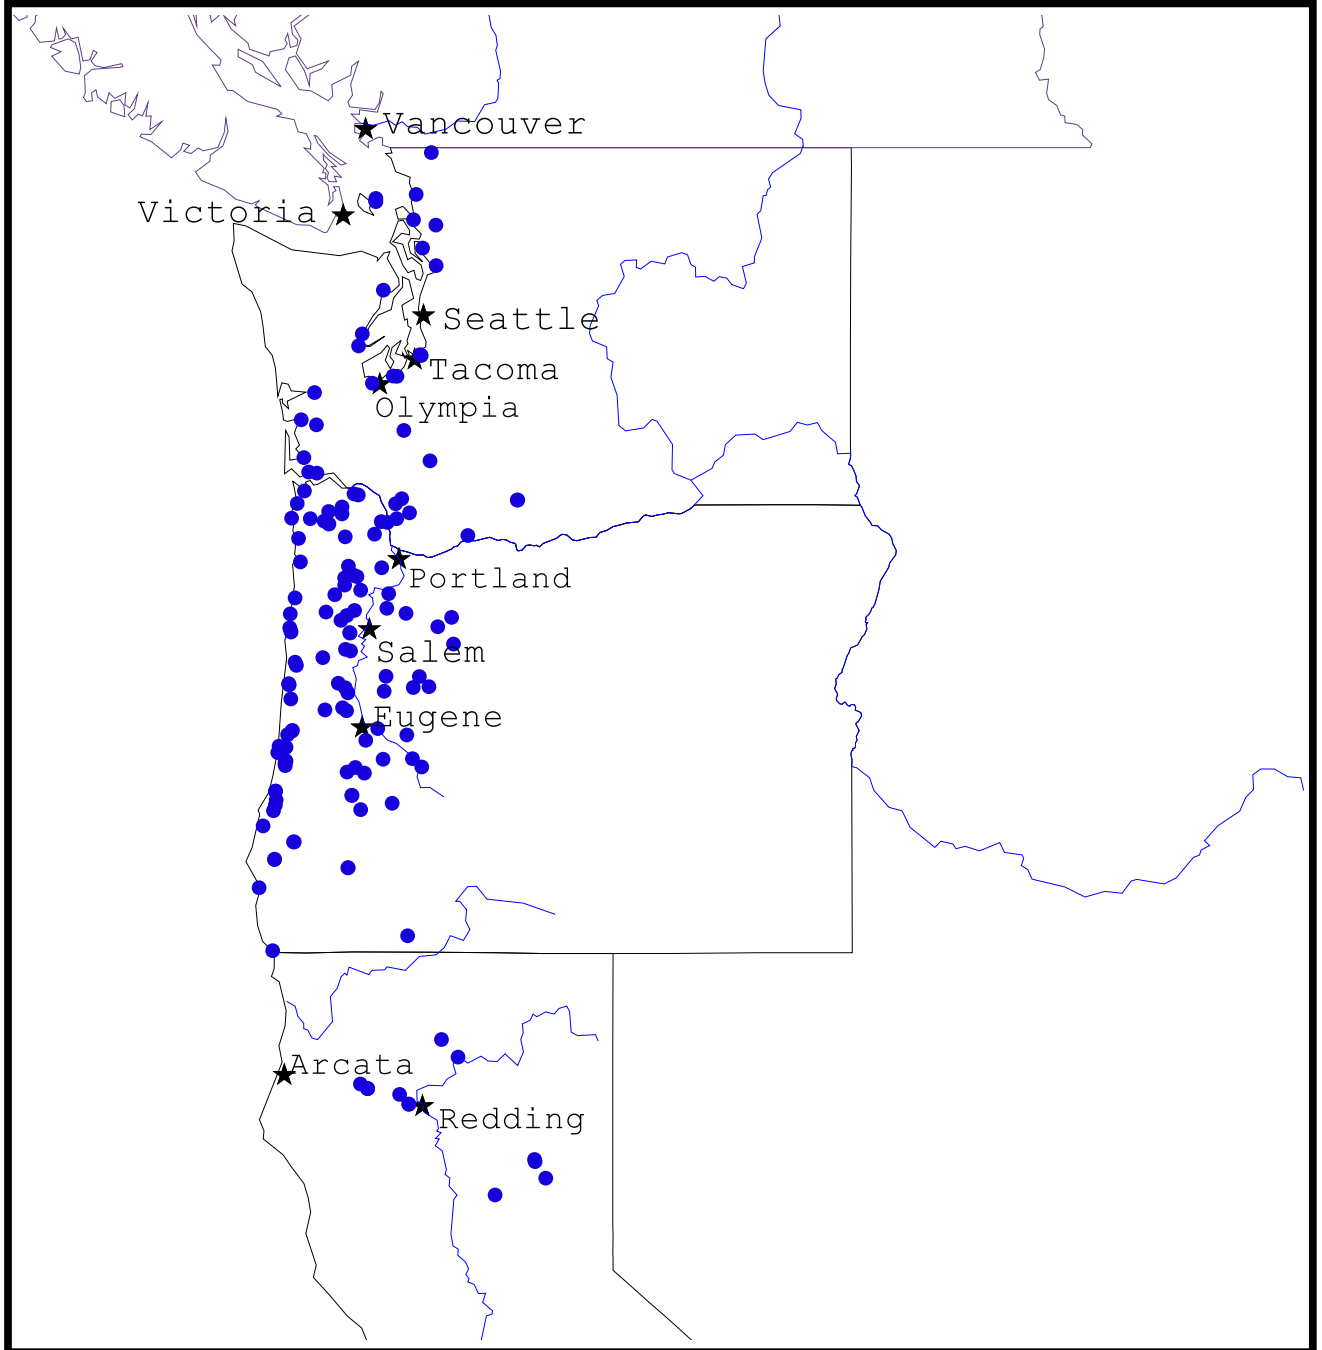 Vancouver
Victoria
Seattle
Tacoma
Olympia
Portland
Salem
Eugene
Arcata
Redding